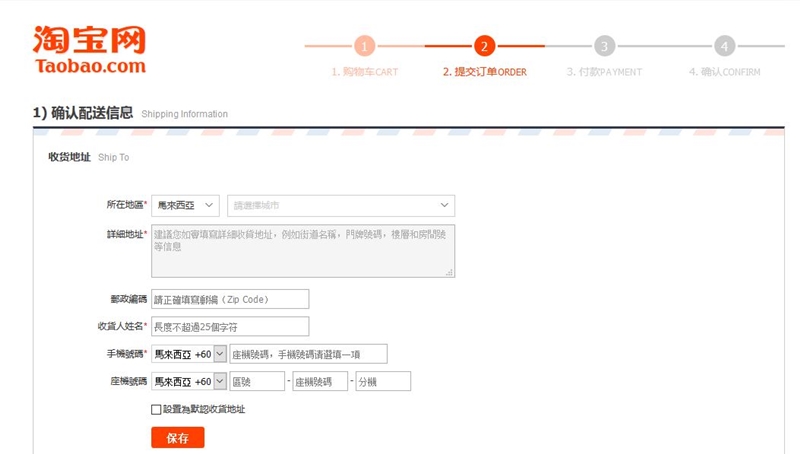 淘宝网
Taobao.com
1 2 3 4
1. 购物车CART 2. 提交订单ORDER 3. 付款PAYMENT 4. 确认CONFIRM
1) 确认配送信息 Shipping Information
收货地址 Ship To
所在地區* 馬來西亞 請選擇城市
詳細地址* 建議您如實填寫詳細收貨地址，例如街道名稱，門牌號碼，樓層和房間號
等信息
郵政編碼 請正確填寫郵編（Zip Code）
收貨人姓名* 長度不超過25個字符
手機號碼* 馬來西亞 +60 座機號碼，手機號码请選填一項
座機號碼 馬來西亞 +60 區號 - 座機號碼 - 分機
設置為默認收貨地址
保存